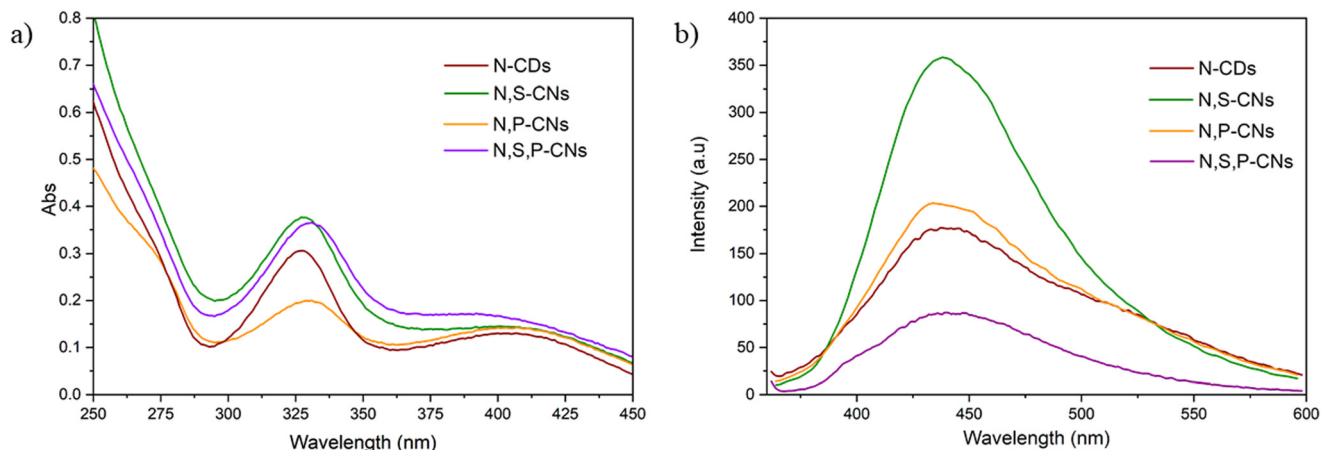 a)
0.8
0.7
0.6
0.5
0.4
0.3
0.2
0.1
0.0
Abs
N-CDs
N,S-CNs
N,P-CNs
N,S,P-CNs
250 275 300 325 350 375 400 425 450
Wavelength (nm)
b)
400
350
300
250
200
150
100
50
0
Intensity (a.u)
N-CDs
N,S-CNs
N,P-CNs
N,S,P-CNs
400 450 500 550 600
Wavelength (nm)